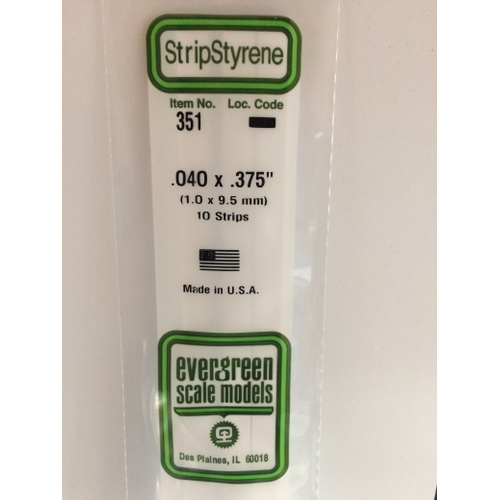 StripStyrene
Item No. Loc. Code
351
.040 x .375"
(1.0 x 9.5 mm)
10 Strips
Made in U.S.A.
evergreen
scale models
Des Plaines, IL 60018